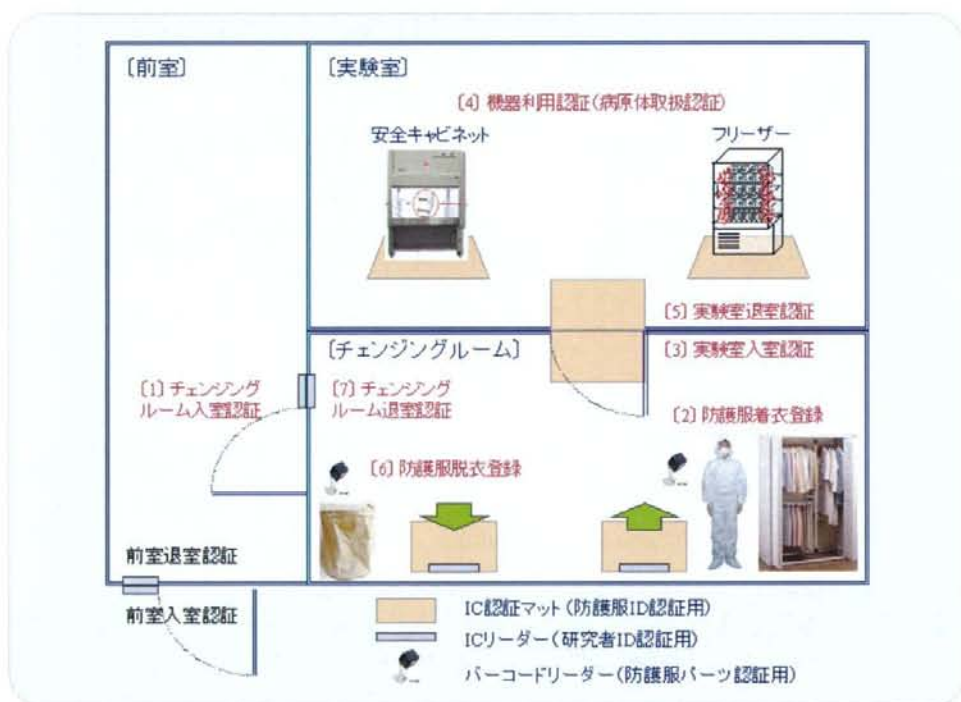 〔前室〕
〔実験室〕
〔4〕機器利用認証(病原体取扱認証)
安全キャビネット
フリーザー
〔5〕実験室退室認証
〔チェンジングルーム〕
〔3〕実験室入室認証
〔1〕チェンジング
ルーム入室認証
〔7〕チェンジング
ルーム退室認証
〔2〕防護服着衣登録
〔6〕防護服脱衣登録
前室退室認証
前室入室認証
IC認証マット(防護服ID認証用)
ICリーダー(研究者ID認証用)
バーコードリーダー(防護服パーツ認証用)